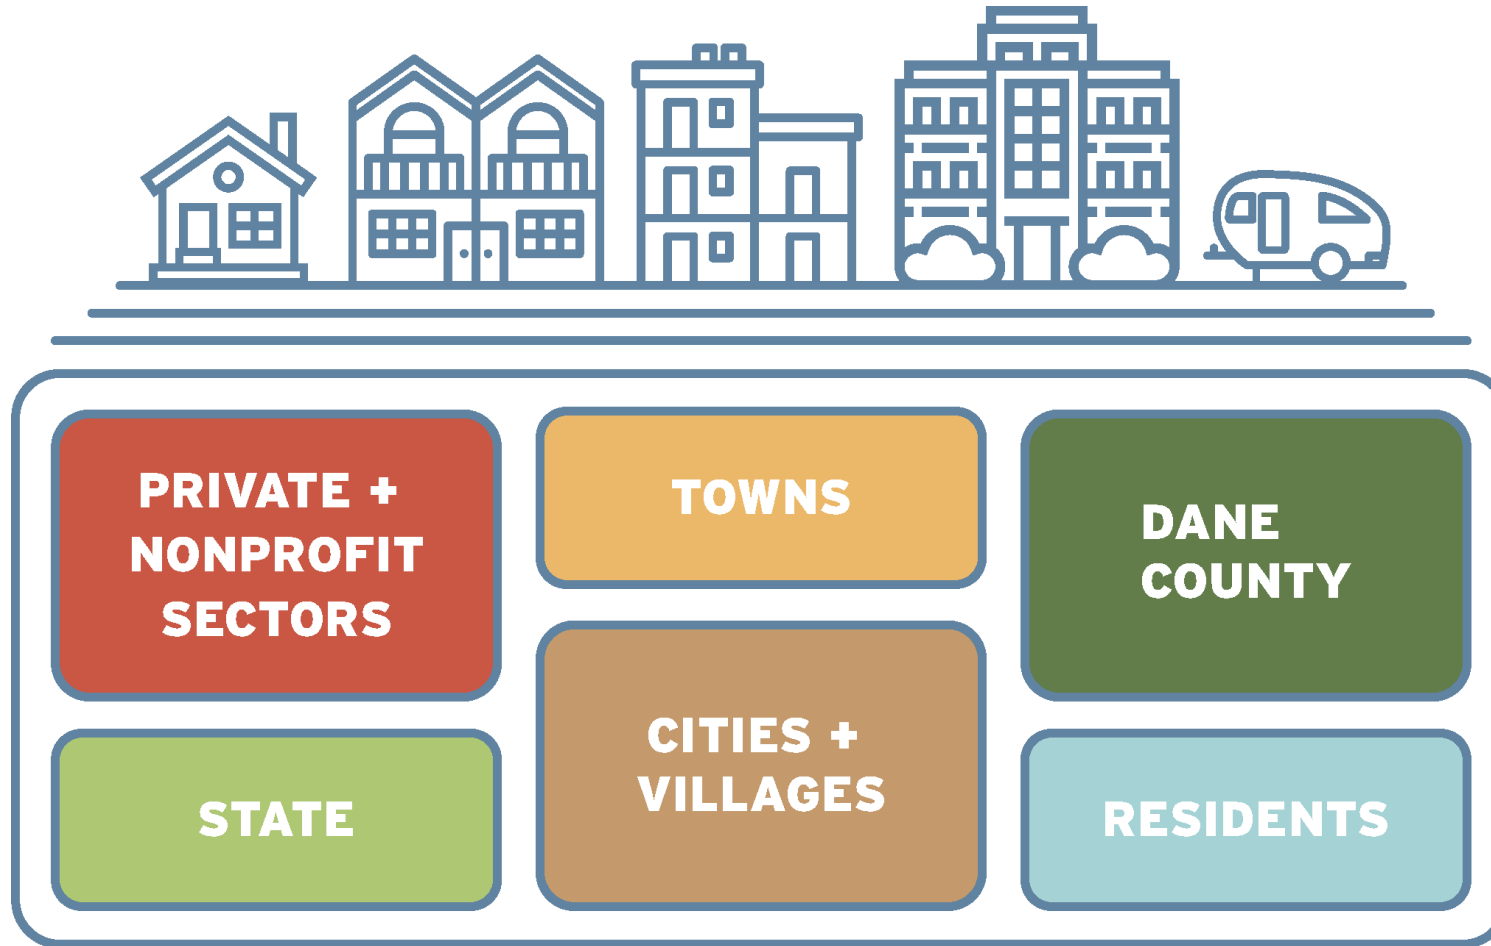 PRIVATE +
NONPROFIT
SECTORS
TOWNS
DANE
COUNTY
STATE
CITIES +
VILLAGES
RESIDENTS